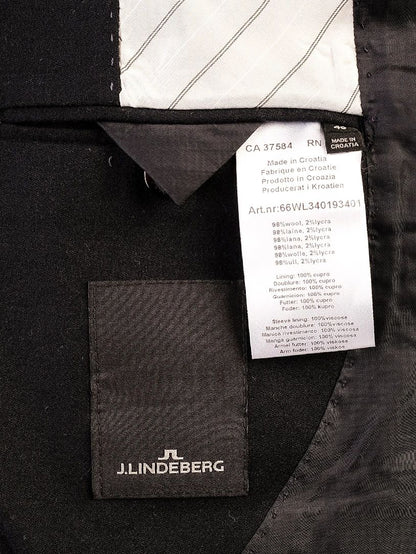 CA 37584 RN
48
MADE IN
CROATIA
Made in Croatia
Fabrique en Croatie
Prodotto in Croazia
Producerat i Kroatien
Art.nr:66WL340193401
98%wool, 2%lycra
98%laine, 2%lycra
98%lana, 2%lycra
98%lana, 2%lycra
98%wolle, 2%lycra
98%ull, 2%lycra
Lining: 100% cupro
Doublure: 100% cupro
Rivestimento: 100% cupro
Guarnicion: 100% cupro
Futter: 100% cupro
Foder: 100% kupro
Sleeve lining: 100%viscose
Manche doublure: 100%viscose
Manica rivestimento: 100% viscosa
Manga guarnicion: 100% viscosa
Armel futter: 100% viskose
Arm foder: 100% viskos
J.LINDEBERG